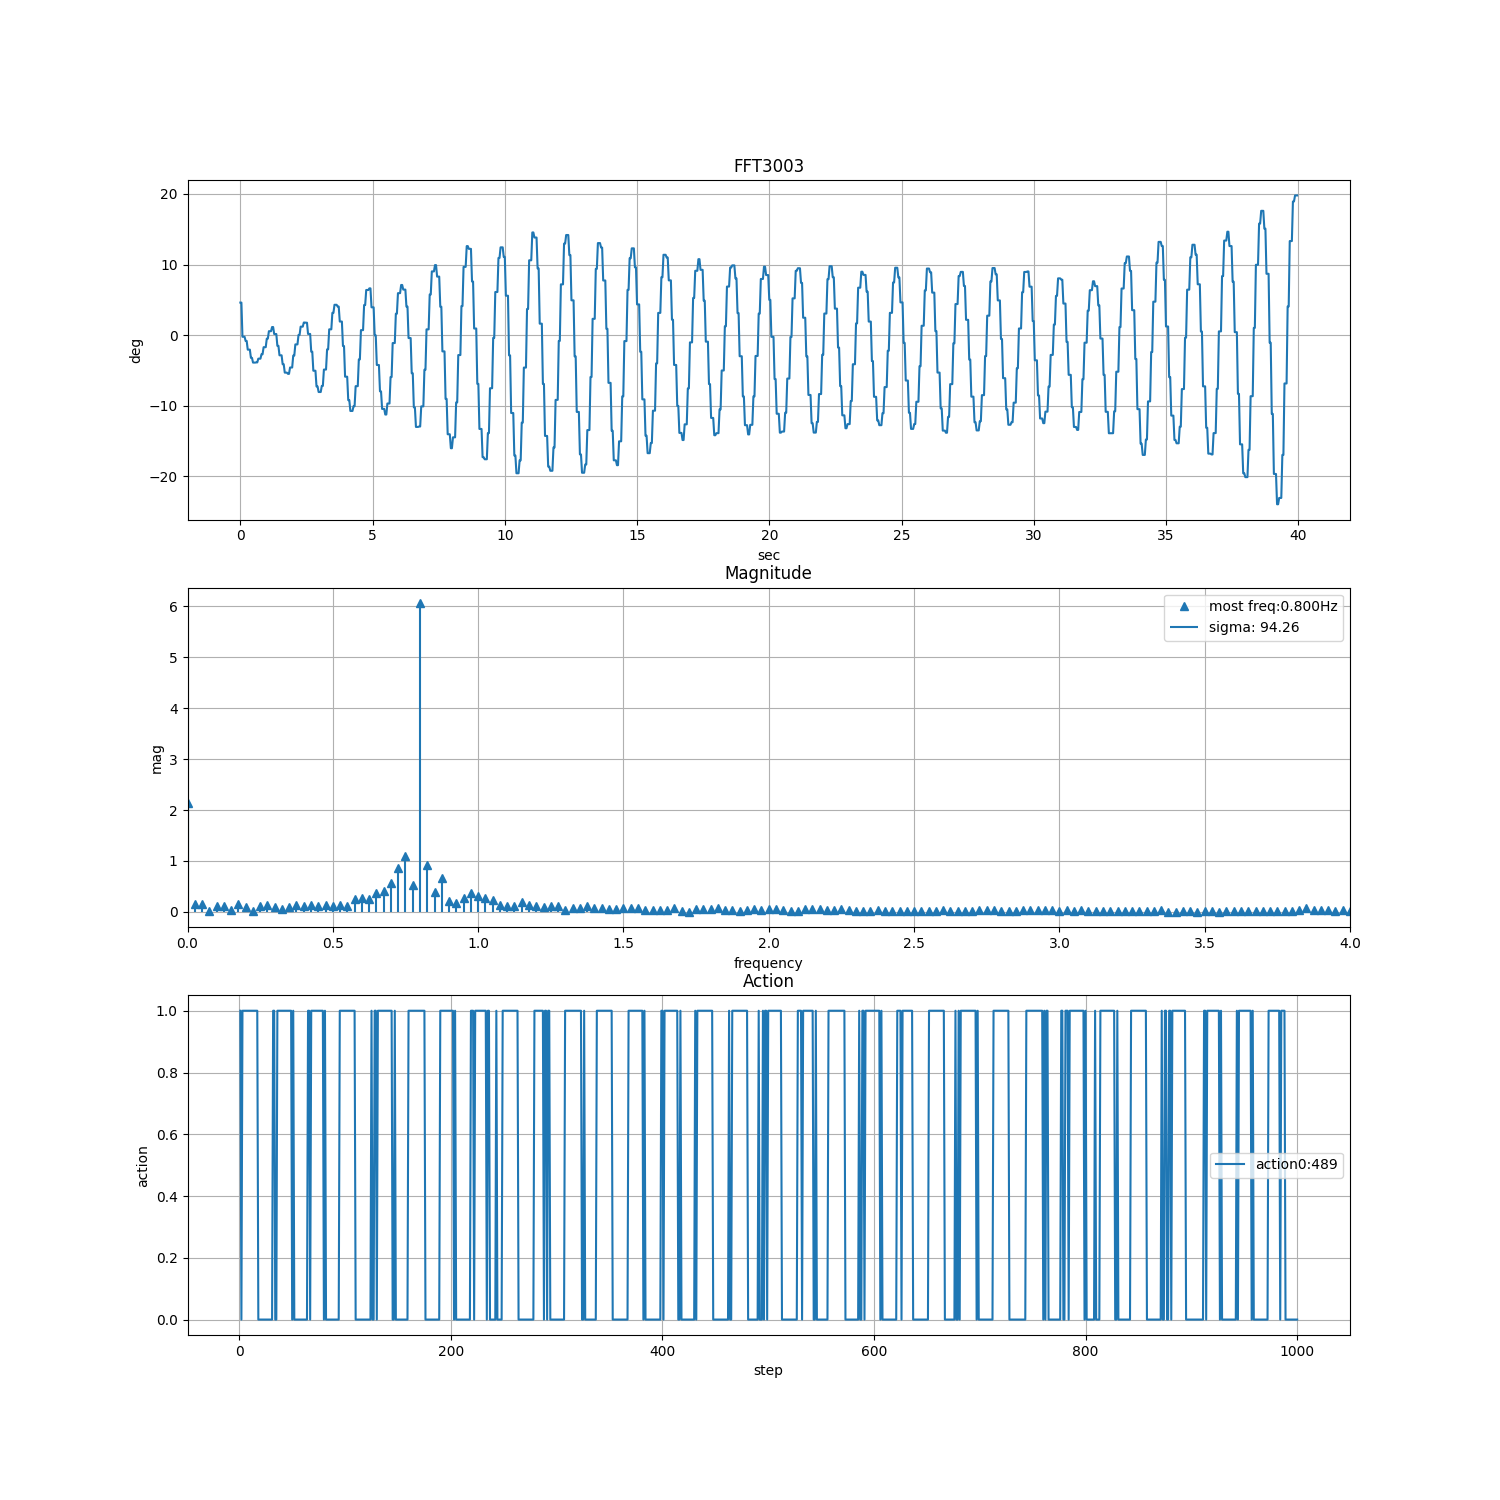 FFT3003
20
10
0
−10
−20
deg
0 5 10 15 20 25 30 35 40
sec
Magnitude
6
5
4
3
2
1
0
mag
most freq:0.800Hz
sigma: 94.26
0.0 0.5 1.0 1.5 2.0 2.5 3.0 3.5 4.0
frequency
Action
1.0
0.8
0.6
0.4
0.2
0.0
action
action0:489
0 200 400 600 800 1000
step